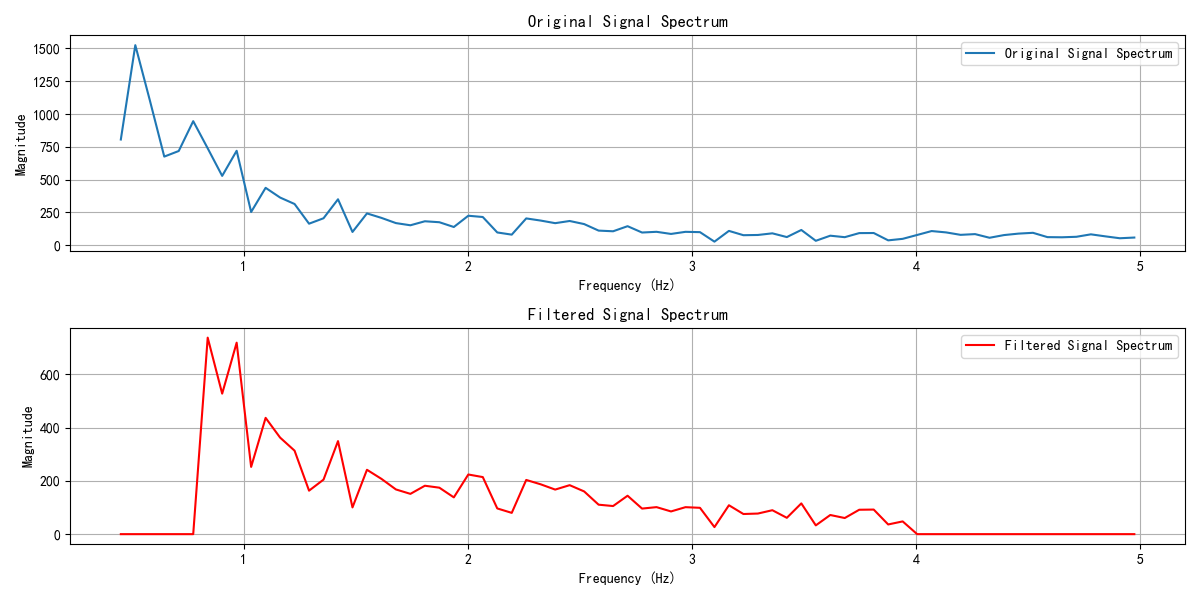 Original Signal Spectrum
Original Signal Spectrum
Magnitude
1500
1250
1000
750
500
250
0
1 2 3 4 5
Frequency (Hz)
Filtered Signal Spectrum
Filtered Signal Spectrum
Magnitude
600
400
200
0
1 2 3 4 5
Frequency (Hz)